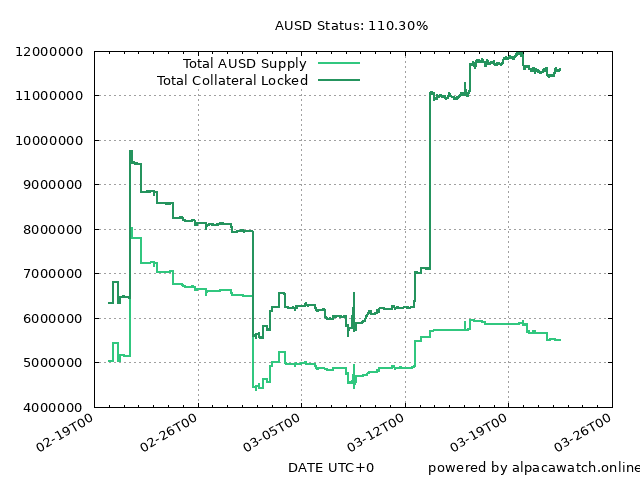 AUSD Status: 110.30%
12000000
11000000
10000000
9000000
8000000
7000000
6000000
5000000
4000000
Total AUSD Supply
Total Collateral Locked
02-19T00
02-26T00
03-05T00
03-12T00
03-19T00
03-26T00
DATE UTC+0
powered by alpacawatch.online